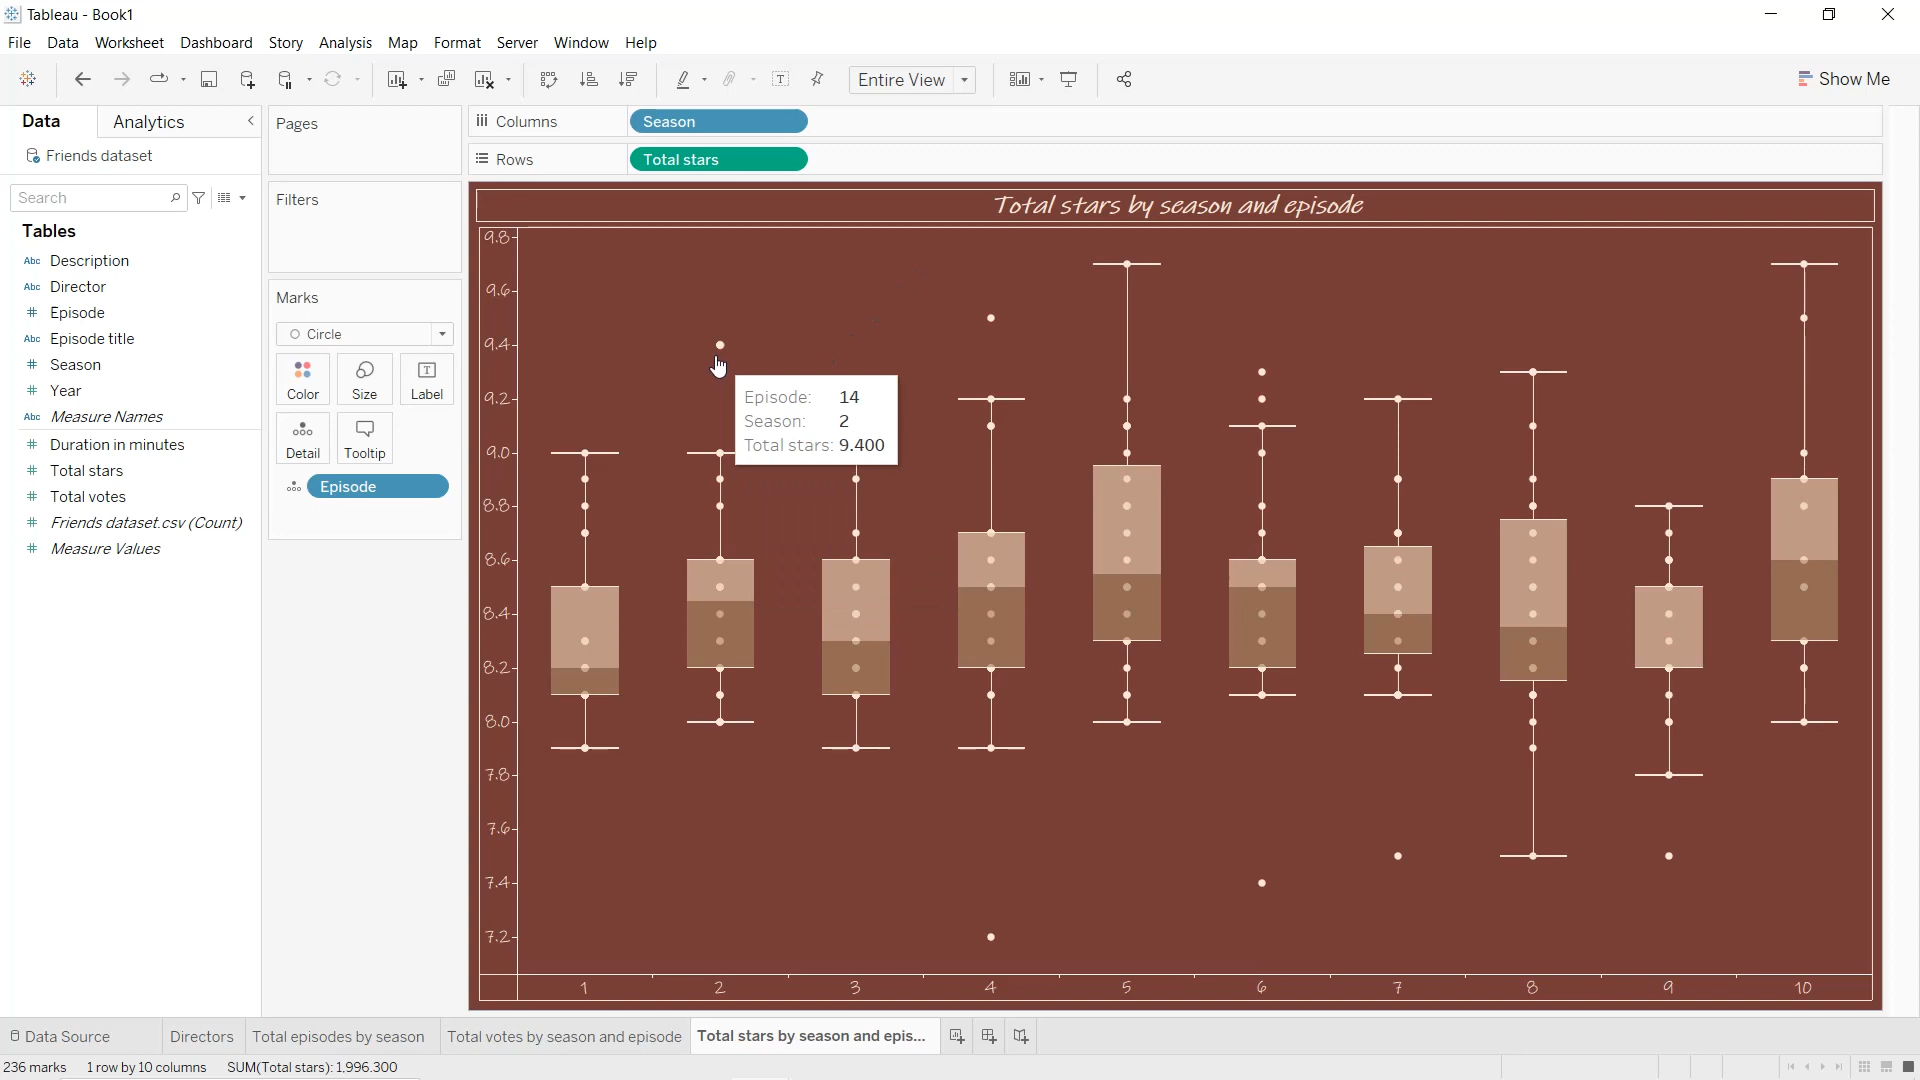 Tableau - Book1
File Data Worksheet Dashboard Story Analysis Map Format Server Window Help
Entire View
Show Me
Data Analytics
Friends dataset
Search
Tables
Abc Description
Abc Director
# Episode
Abc Episode title
# Season
# Year
Abc Measure Names
# Duration in minutes
# Total stars
# Total votes
# Friends dataset.csv (Count)
# Measure Values
Pages
Filters
Marks
Circle
Color Size Label
Detail Tooltip
Episode
Columns Season
Rows Total stars
Total stars by season and episode
9.8
9.6
9.4
9.2
9.0
8.8
8.6
8.4
8.2
8.0
7.8
7.6
7.4
7.2
Episode: 14
Season: 2
Total stars: 9.400
1 2 3 4 5 6 7 8 9 10
Data Source Directors Total episodes by season Total votes by season and episode Total stars by season and epis...
236 marks 1 row by 10 columns SUM(Total stars): 1,996.300